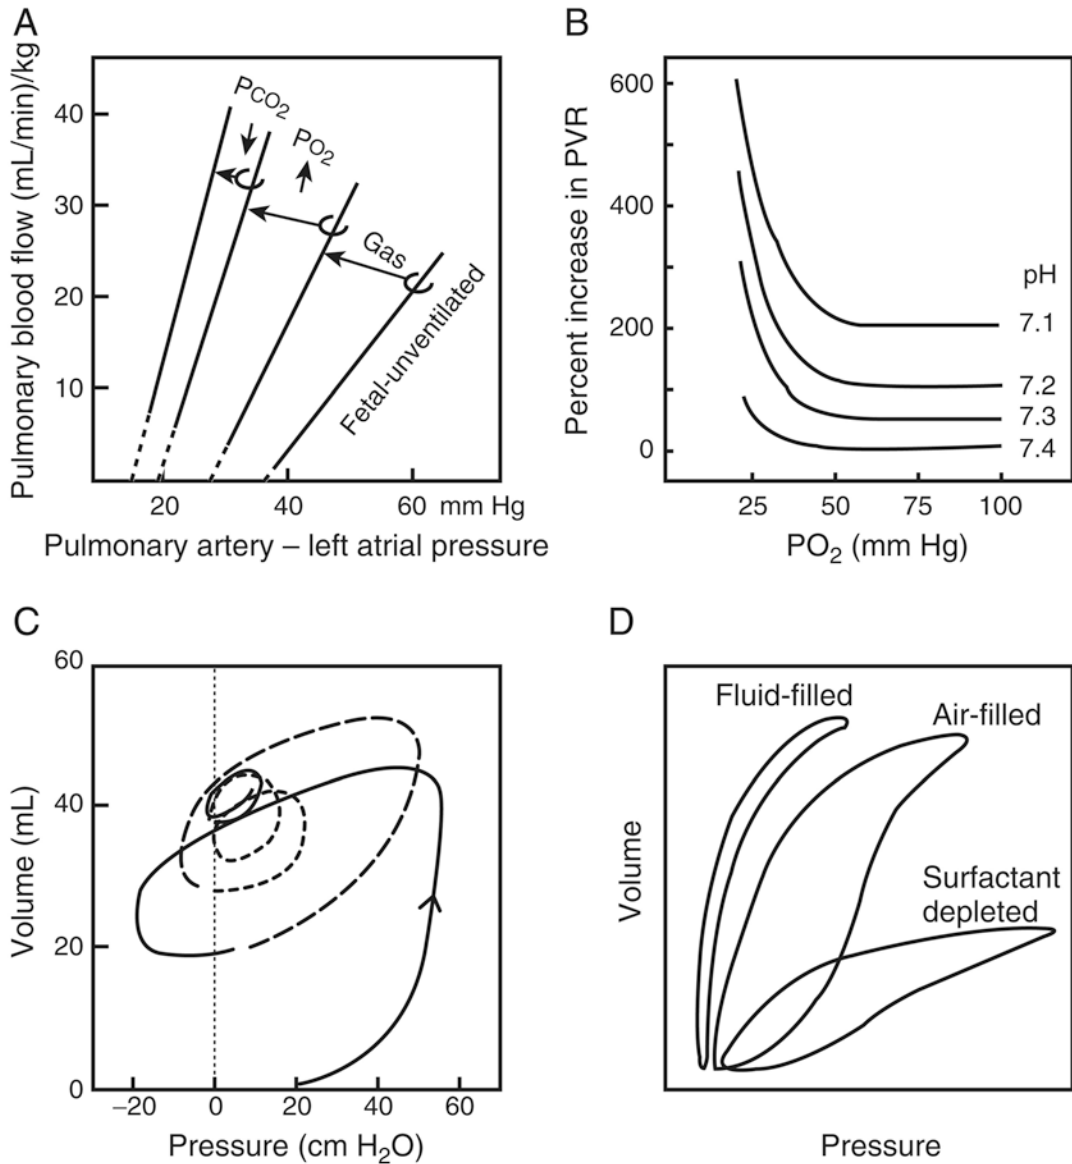 A
Pulmonary blood flow (mL/min)/kg
40
30
20
10
PCO2
PO2
Gas
Fetal-unventilated
20
40
60
mm Hg
Pulmonary artery – left atrial pressure
B
Percent increase in PVR
600
400
200
0
pH
7.1
7.2
7.3
7.4
25
50
75
100
PO2 (mm Hg)
C
Volume (mL)
60
40
20
0
–20
0
20
40
60
Pressure (cm H2O)
D
Volume
Fluid-filled
Air-filled
Surfactant
depleted
Pressure